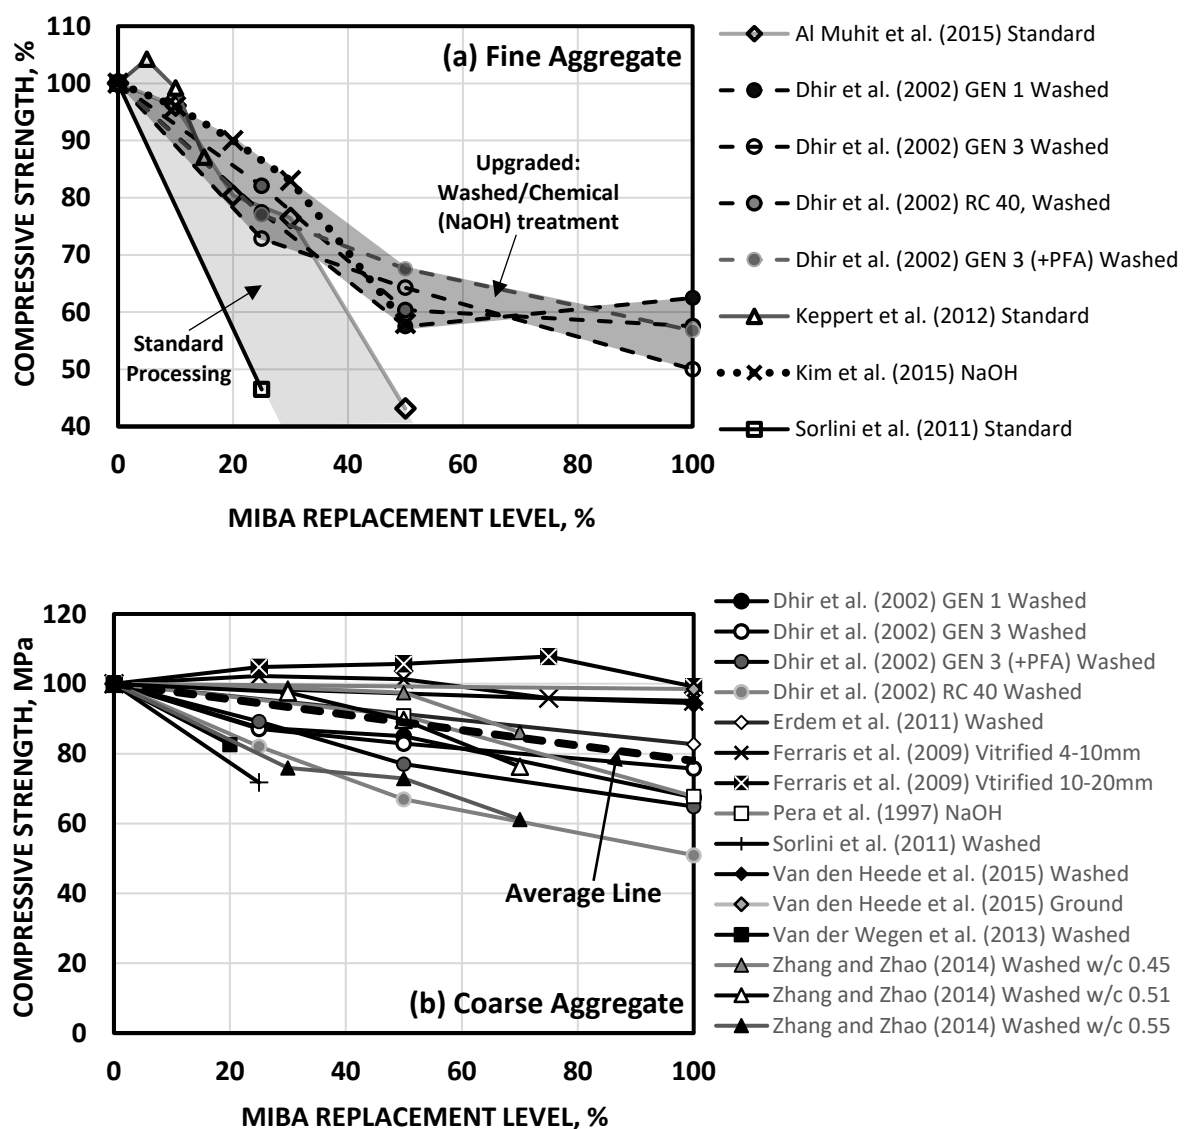 110
100
90
80
70
60
50
40
COMPRESSIVE STRENGTH, %
(a) Fine Aggregate
Upgraded:
Washed/Chemical
(NaOH) treatment
Standard
Processing
0
20
40
60
80
100
MIBA REPLACEMENT LEVEL, %
Al Muhit et al. (2015) Standard
Dhir et al. (2002) GEN 1 Washed
Dhir et al. (2002) GEN 3 Washed
Dhir et al. (2002) RC 40, Washed
Dhir et al. (2002) GEN 3 (+PFA) Washed
Keppert et al. (2012) Standard
Kim et al. (2015) NaOH
Sorlini et al. (2011) Standard
120
100
80
60
40
20
0
COMPRESSIVE STRENGTH, MPa
Average Line
(b) Coarse Aggregate
0
20
40
60
80
100
MIBA REPLACEMENT LEVEL, %
Dhir et al. (2002) GEN 1 Washed
Dhir et al. (2002) GEN 3 Washed
Dhir et al. (2002) GEN 3 (+PFA) Washed
Dhir et al. (2002) RC 40 Washed
Erdem et al. (2011) Washed
Ferraris et al. (2009) Vitrified 4-10mm
Ferraris et al. (2009) Vtirified 10-20mm
Pera et al. (1997) NaOH
Sorlini et al. (2011) Washed
Van den Heede et al. (2015) Washed
Van den Heede et al. (2015) Ground
Van der Wegen et al. (2013) Washed
Zhang and Zhao (2014) Washed w/c 0.45
Zhang and Zhao (2014) Washed w/c 0.51
Zhang and Zhao (2014) Washed w/c 0.55